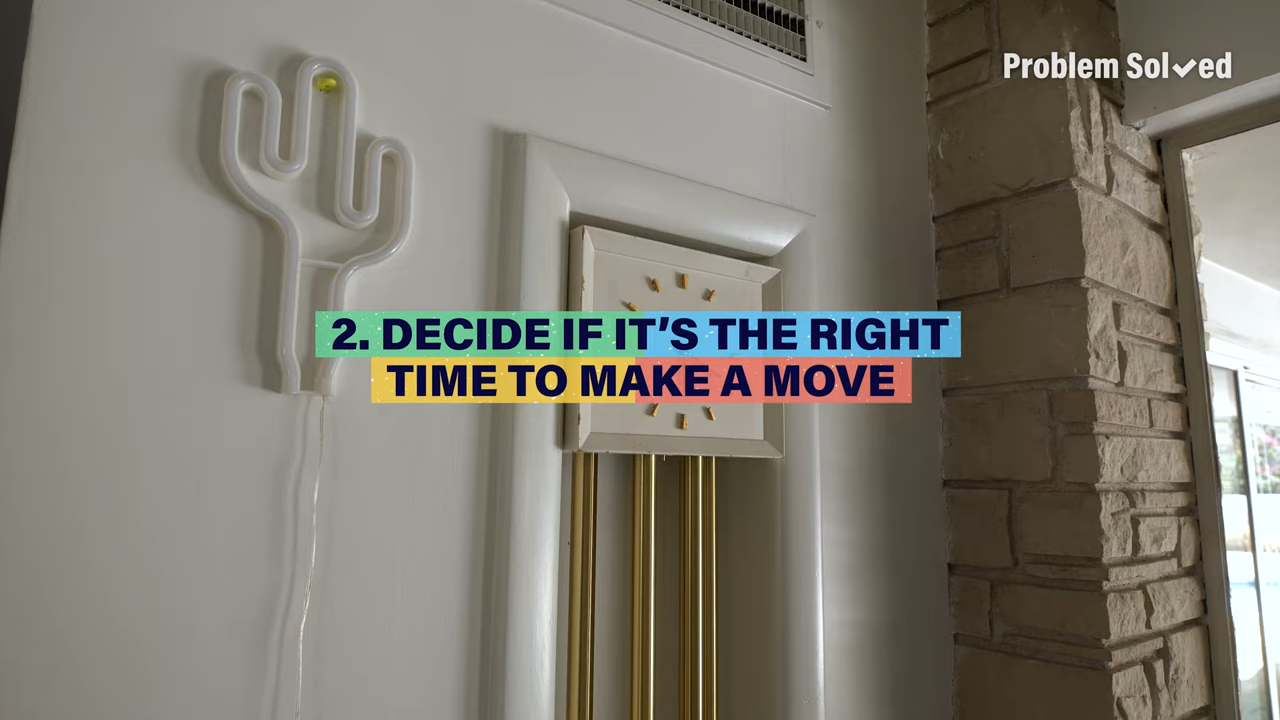 Problem Solved
2. DECIDE IF IT'S THE RIGHT
TIME TO MAKE A MOVE